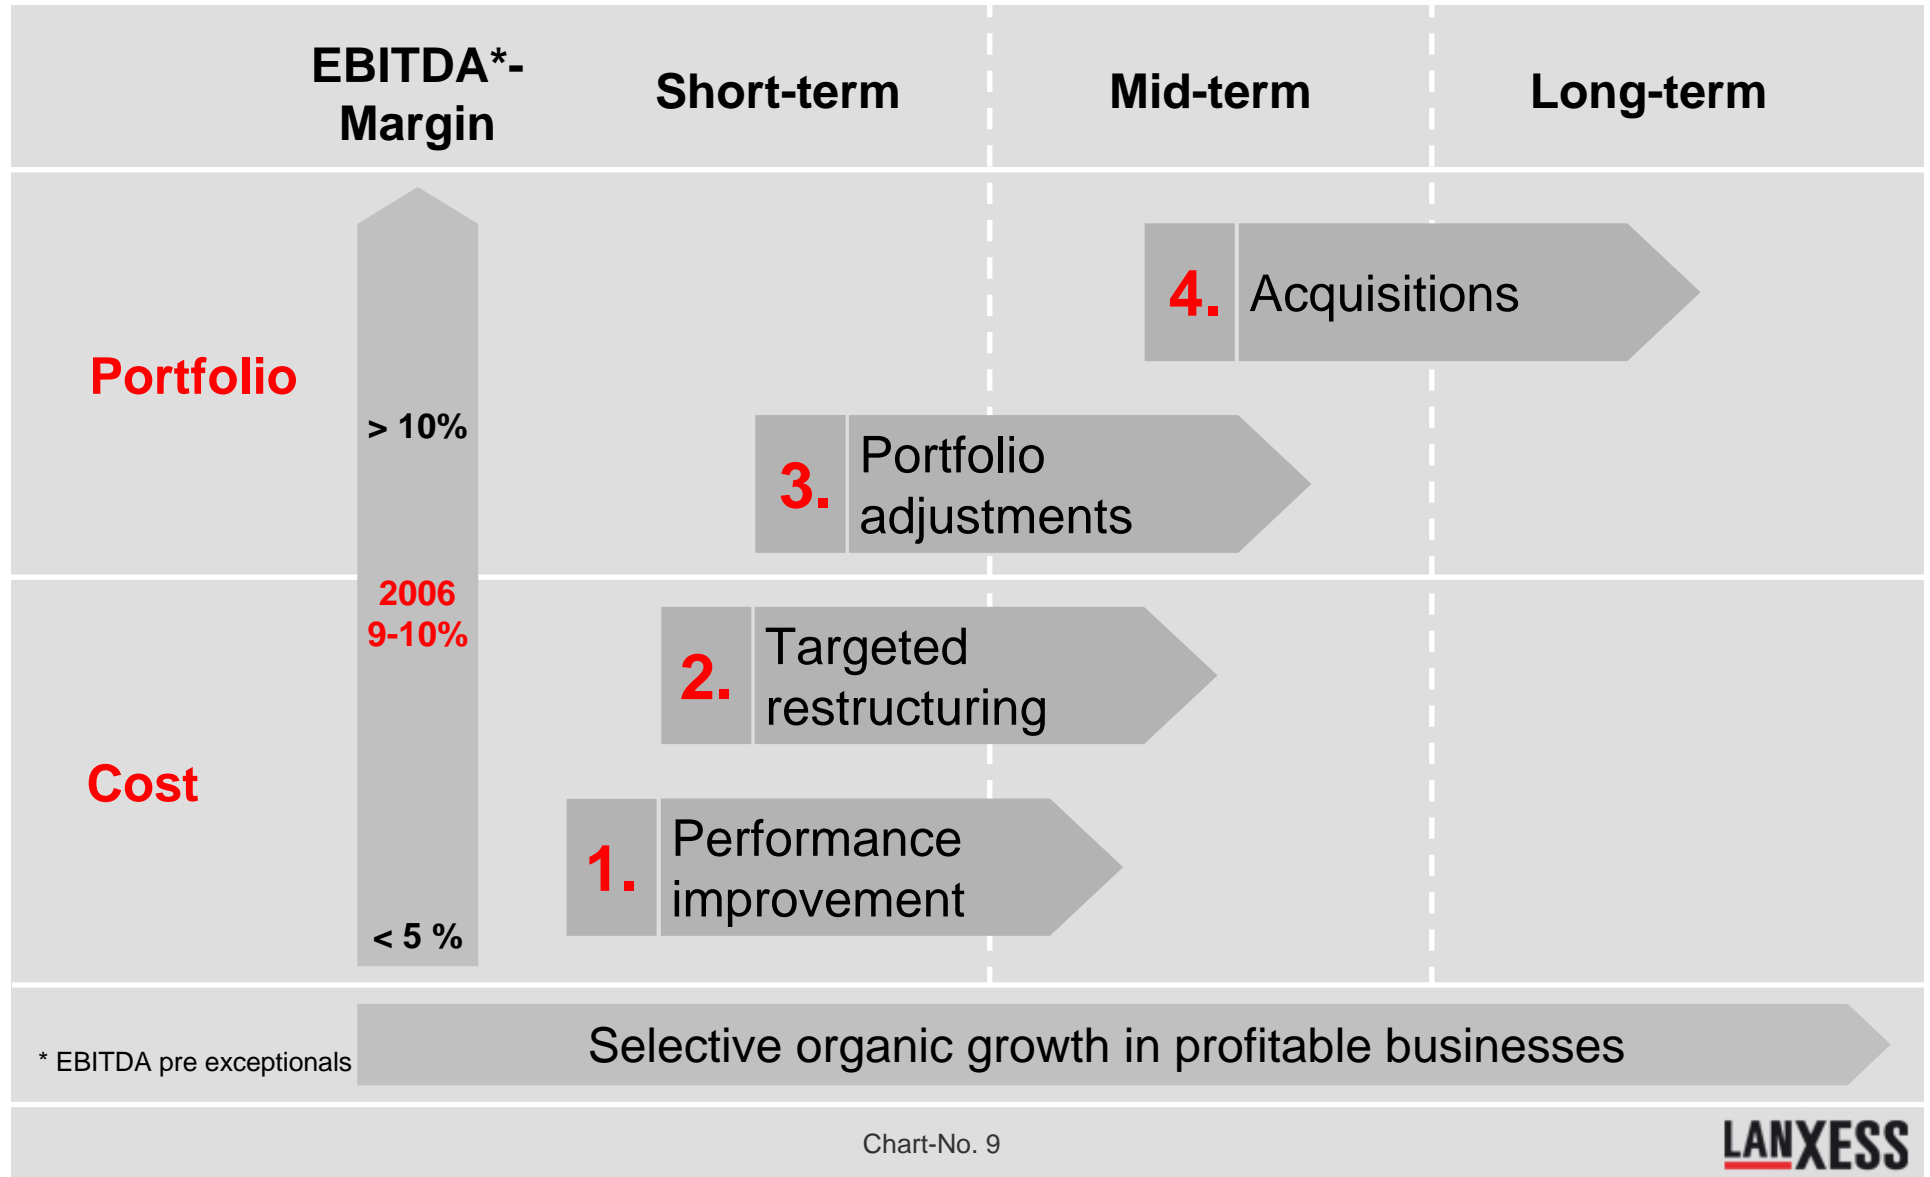 EBITDA*-
Margin
Short-term
Mid-term
Long-term
Portfolio
> 10%
4.
Acquisitions
3.
Portfolio
adjustments
2006
9-10%
Cost
< 5 %
2.
Targeted
restructuring
1.
Performance
improvement
* EBITDA pre exceptionals
Selective organic growth in profitable businesses
Chart-No. 9
LANXESS